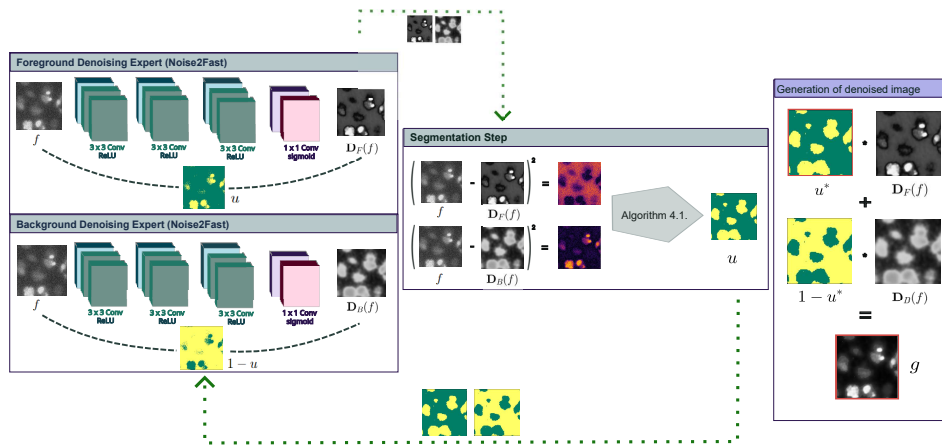 Foreground Denoising Expert (Noise2Fast)
f
3 x 3 Conv
ReLU
3 x 3 Conv
ReLU
3 x 3 Conv
ReLU
1 x 1 Conv
sigmoid
D_F(f)
u
Background Denoising Expert (Noise2Fast)
f
3 x 3 Conv
ReLU
3 x 3 Conv
ReLU
3 x 3 Conv
ReLU
1 x 1 Conv
sigmoid
D_B(f)
1 − u
Segmentation Step
( - )² =
f
D_F(f)
( - )² =
f
D_B(f)
Algorithm 4.1.
u
Generation of denoised image
*
u*
D_F(f)
+
*
1 − u*
D_B(f)
=
g